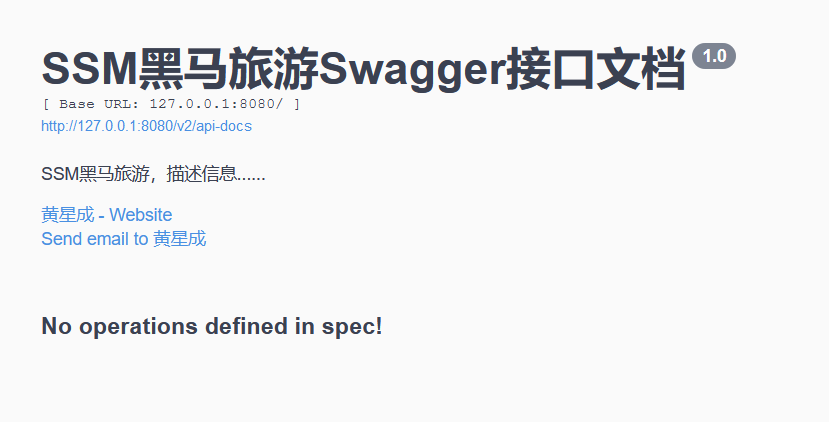 SSM黑马旅游Swagger接口文档 1.0
[ Base URL: 127.0.0.1:8080/ ]
http://127.0.0.1:8080/v2/api-docs
SSM黑马旅游，描述信息......
黄星成 - Website
Send email to 黄星成
No operations defined in spec!